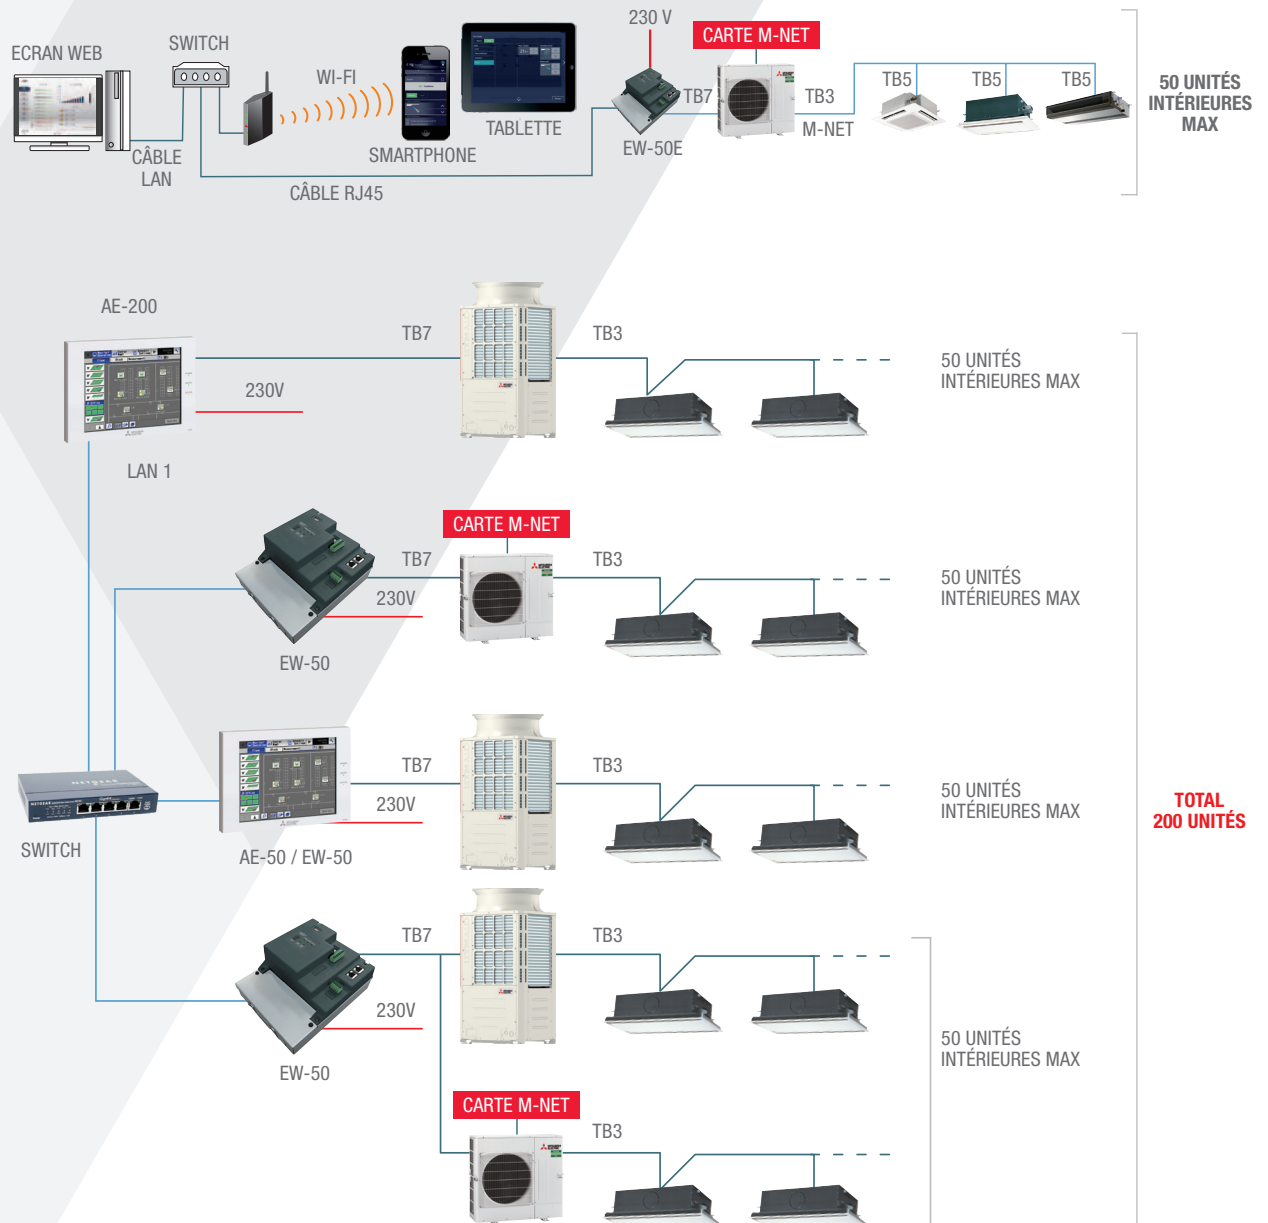 ECRAN WEB
SWITCH
WI-FI
CÂBLE
LAN
CÂBLE RJ45
SMARTPHONE
TABLETTE
230 V
EW-50E
TB7
CARTE M-NET
TB3
M-NET
TB5
TB5
TB5
50 UNITÉS
INTÉRIEURES
MAX
AE-200
230V
LAN 1
TB7
TB3
50 UNITÉS
INTÉRIEURES MAX
CARTE M-NET
TB7
230V
EW-50
TB3
50 UNITÉS
INTÉRIEURES MAX
NETGEAR
SWITCH
TB7
230V
AE-50 / EW-50
TB3
50 UNITÉS
INTÉRIEURES MAX
TOTAL
200 UNITÉS
TB7
230V
EW-50
TB3
50 UNITÉS
INTÉRIEURES MAX
CARTE M-NET
TB3